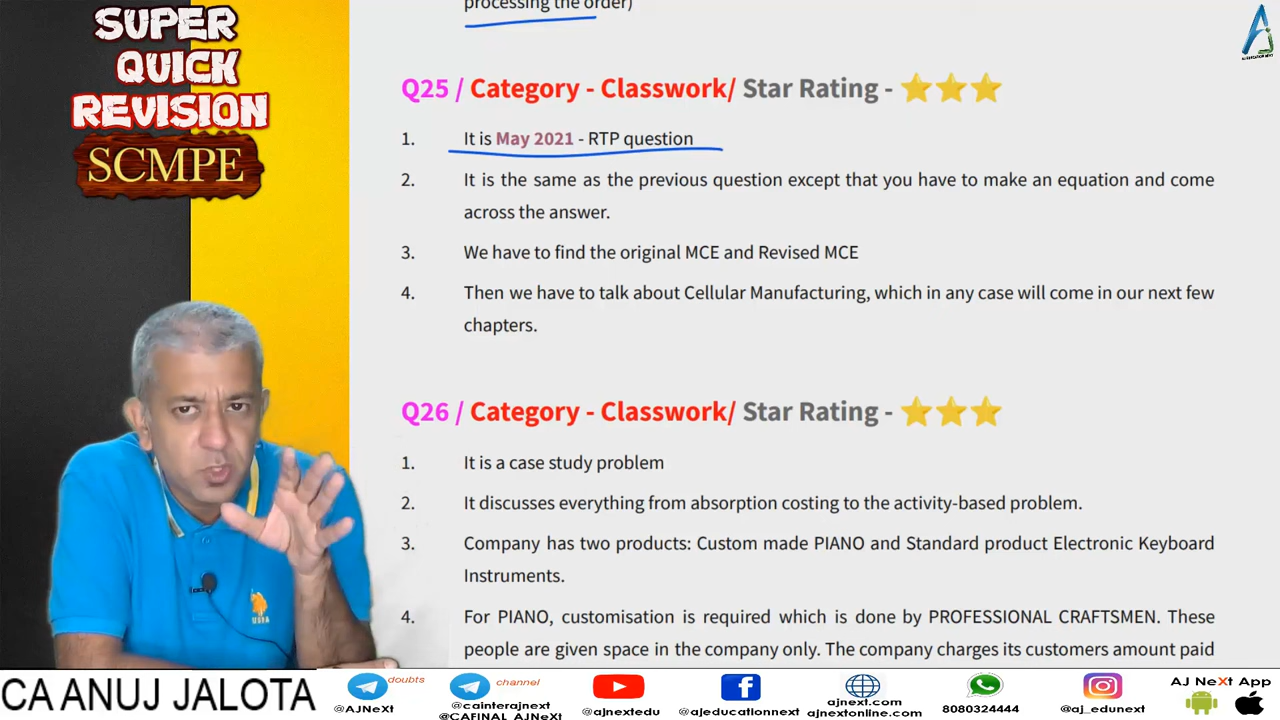 SUPER
QUICK
REVISION
SCMPE
processing the order)
Q25 / Category - Classwork/ Star Rating - ⭐⭐⭐
1. It is May 2021 - RTP question
2. It is the same as the previous question except that you have to make an equation and come
across the answer.
3. We have to find the original MCE and Revised MCE
4. Then we have to talk about Cellular Manufacturing, which in any case will come in our next few
chapters.
Q26 / Category - Classwork/ Star Rating - ⭐⭐⭐
1. It is a case study problem
2. It discusses everything from absorption costing to the activity-based problem.
3. Company has two products: Custom made PIANO and Standard product Electronic Keyboard
Instruments.
4. For PIANO, customisation is required which is done by PROFESSIONAL CRAFTSMEN. These
people are given space in the company only. The company charges its customers amount paid
USPA
CA ANUJ JALOTA
doubts
@AJNeXt
channel
@cainterajnext
@CAFINAL_AJNeXt
@ajnextedu
@ajeducationnext
ajnext.com
ajnextonline.com
8080324444
@aj_edunext
AJ NeXt App